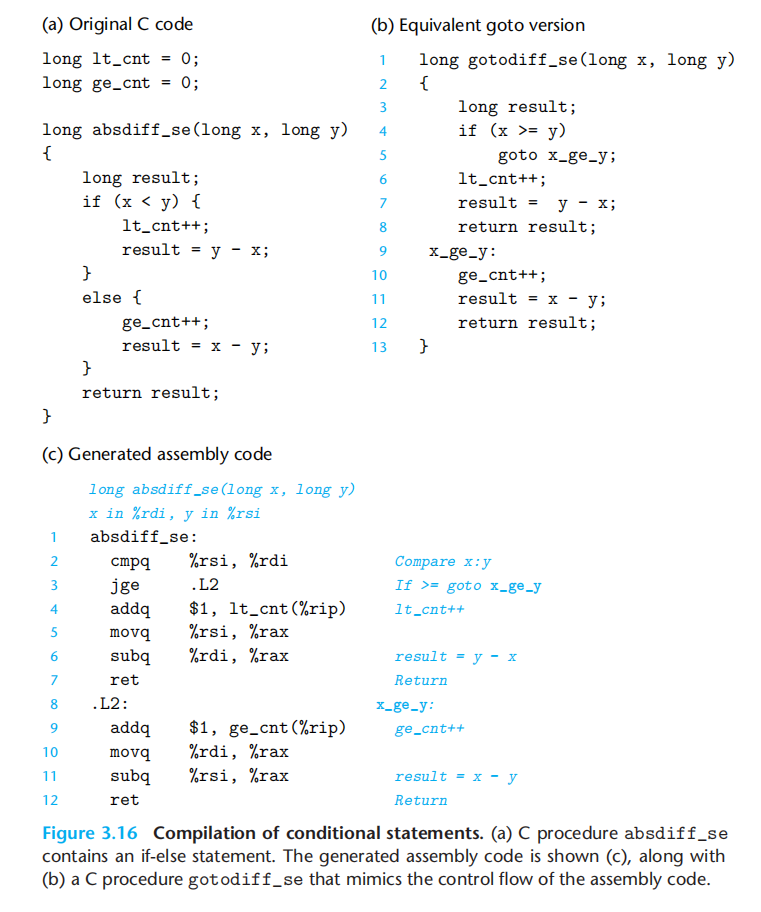 (a) Original C code
long lt_cnt = 0;
long ge_cnt = 0;

long absdiff_se(long x, long y)
{
    long result;
    if (x < y) {
        lt_cnt++;
        result = y - x;
    }
    else {
        ge_cnt++;
        result = x - y;
    }
    return result;
}

(b) Equivalent goto version
1   long gotodiff_se(long x, long y)
2   {
3       long result;
4       if (x >= y)
5           goto x_ge_y;
6       lt_cnt++;
7       result =  y - x;
8       return result;
9    x_ge_y:
10      ge_cnt++;
11      result = x - y;
12      return result;
13  }

(c) Generated assembly code
    long absdiff_se(long x, long y)
    x in %rdi, y in %rsi
1   absdiff_se:
2     cmpq    %rsi, %rdi            Compare x:y
3     jge     .L2                   If >= goto x_ge_y
4     addq    $1, lt_cnt(%rip)      lt_cnt++
5     movq    %rsi, %rax
6     subq    %rdi, %rax            result = y - x
7     ret                           Return
8   .L2:                          x_ge_y:
9     addq    $1, ge_cnt(%rip)      ge_cnt++
10    movq    %rdi, %rax
11    subq    %rsi, %rax            result = x - y
12    ret                           Return

Figure 3.16 Compilation of conditional statements. (a) C procedure absdiff_se
contains an if-else statement. The generated assembly code is shown (c), along with
(b) a C procedure gotodiff_se that mimics the control flow of the assembly code.